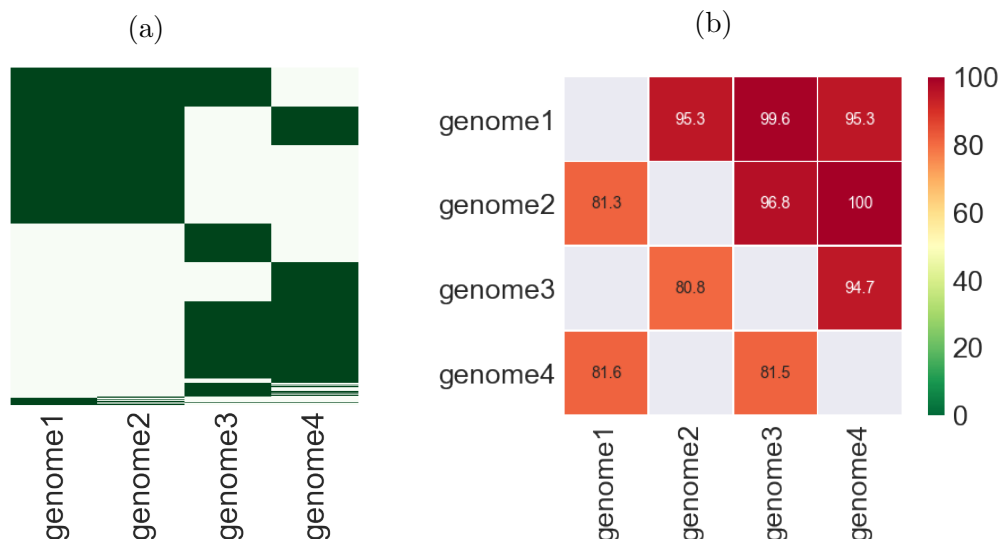 (a)
genome1
genome2
genome3
genome4
(b)
genome1
genome2
genome3
genome4
95.3 99.6 95.3
81.3 96.8 100
80.8 94.7
81.6 81.5
genome1
genome2
genome3
genome4
100
80
60
40
20
0